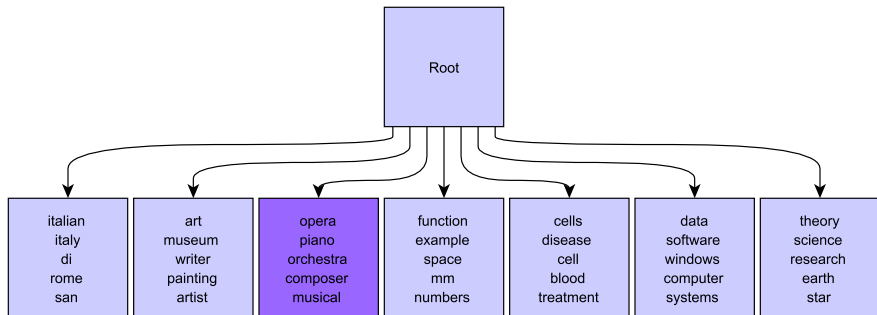 Root
italian
italy
di
rome
san
art
museum
writer
painting
artist
opera
piano
orchestra
composer
musical
function
example
space
mm
numbers
cells
disease
cell
blood
treatment
data
software
windows
computer
systems
theory
science
research
earth
star